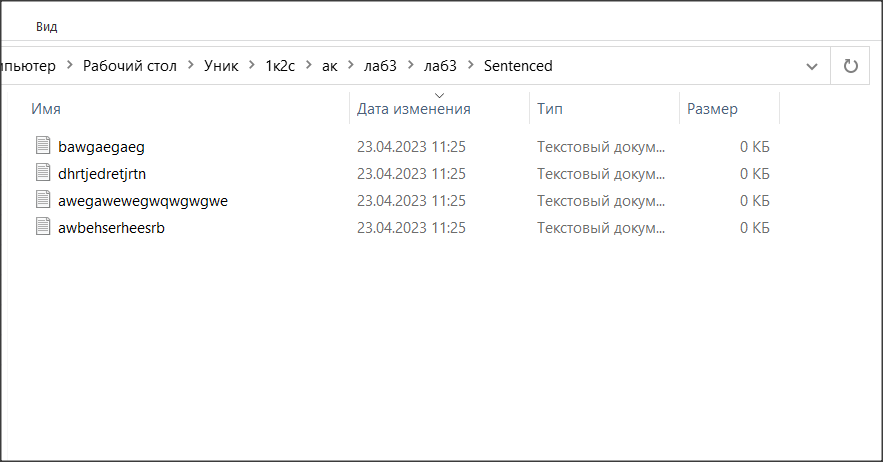 Вид
пьютер > Рабочий стол > Уник > 1к2с > ак > лаб3 > лаб3 > Sentenced
Имя Дата изменения Тип Размер
bawgaegaeg 23.04.2023 11:25 Текстовый докум... 0 КБ
dhrtjedretjrtn 23.04.2023 11:25 Текстовый докум... 0 КБ
awegawewegwqwgwgwe 23.04.2023 11:25 Текстовый докум... 0 КБ
awbehserheesrb 23.04.2023 11:25 Текстовый докум... 0 КБ